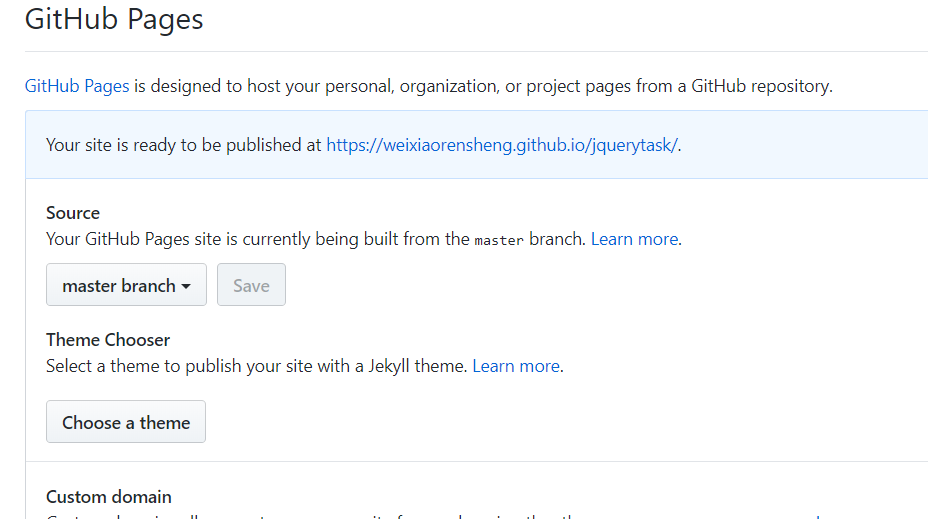 GitHub Pages
GitHub Pages is designed to host your personal, organization, or project pages from a GitHub repository.
Your site is ready to be published at https://weixiaorensheng.github.io/jquerytask/.
Source
Your GitHub Pages site is currently being built from the master branch. Learn more.
master branch Save
Theme Chooser
Select a theme to publish your site with a Jekyll theme. Learn more.
Choose a theme
Custom domain